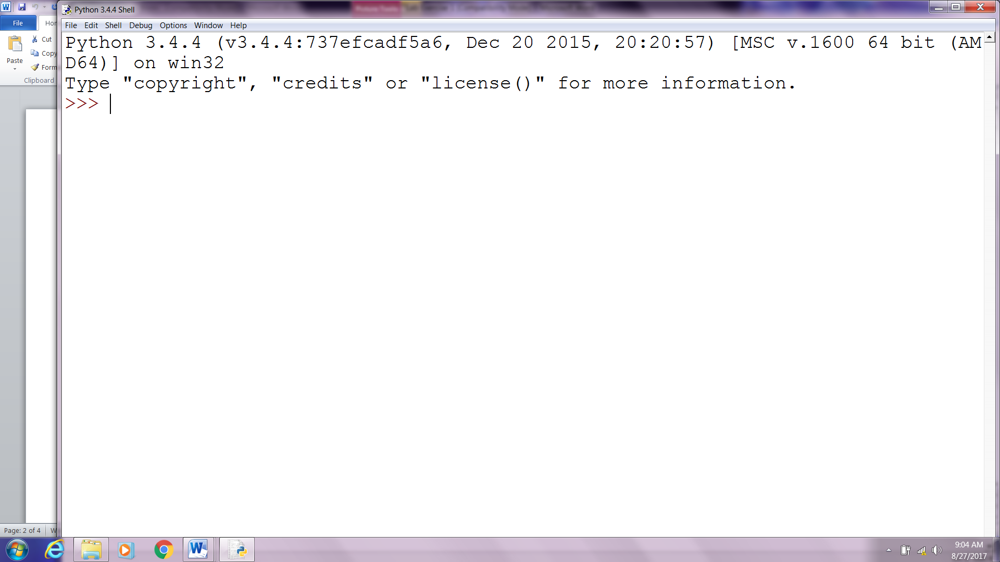 Python 3.4.4 Shell
File
Hor
File Edit Shell Debug Options Window Help
Cut
Copy
Paste
Form
Clipboard
Python 3.4.4 (v3.4.4:737efcadf5a6, Dec 20 2015, 20:20:57) [MSC v.1600 64 bit (AM
D64)] on win32
Type "copyright", "credits" or "license()" for more information.
>>>
Page: 2 of 4
W
9:04 AM
8/27/2017